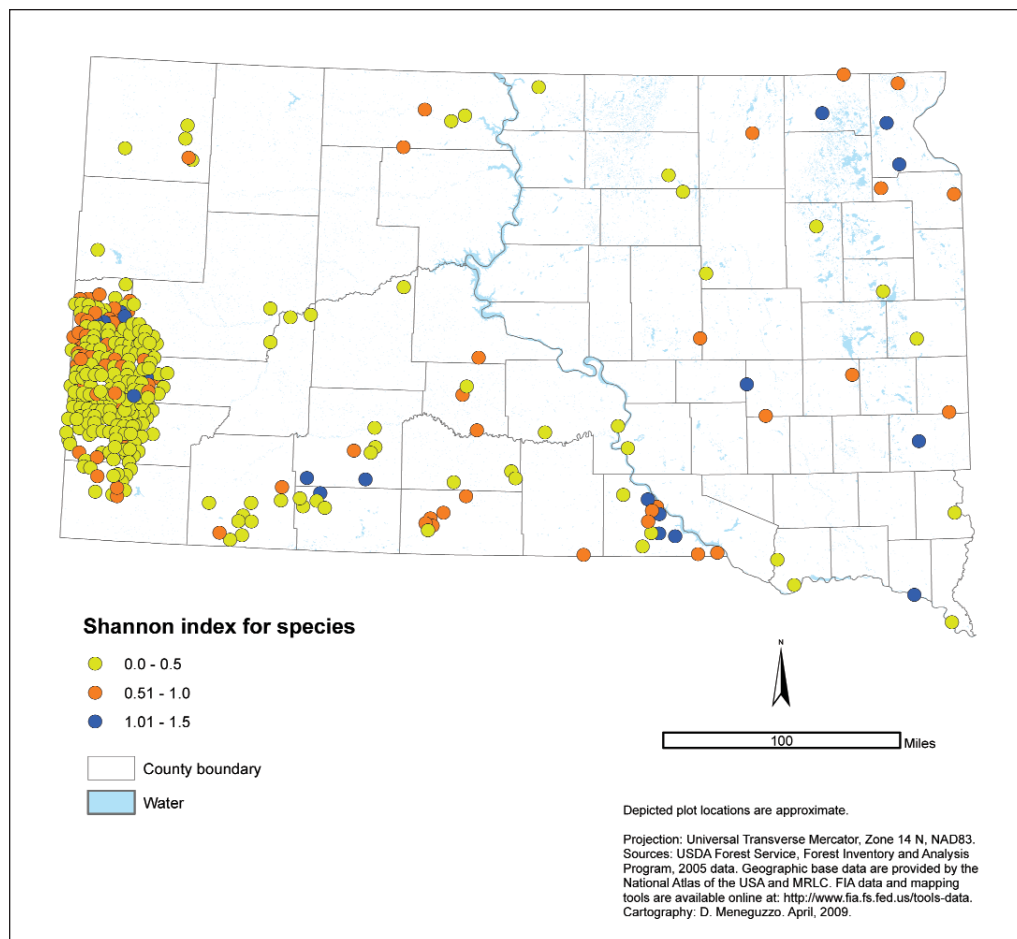 Shannon index for species
0.0 - 0.5
0.51 - 1.0
1.01 - 1.5
County boundary
Water
N
100 Miles
Depicted plot locations are approximate.
Projection: Universal Transverse Mercator, Zone 14 N, NAD83.
Sources: USDA Forest Service, Forest Inventory and Analysis
Program, 2005 data. Geographic base data are provided by the
National Atlas of the USA and MRLC. FIA data and mapping
tools are available online at: http://www.fia.fs.fed.us/tools-data.
Cartography: D. Meneguzzo. April, 2009.